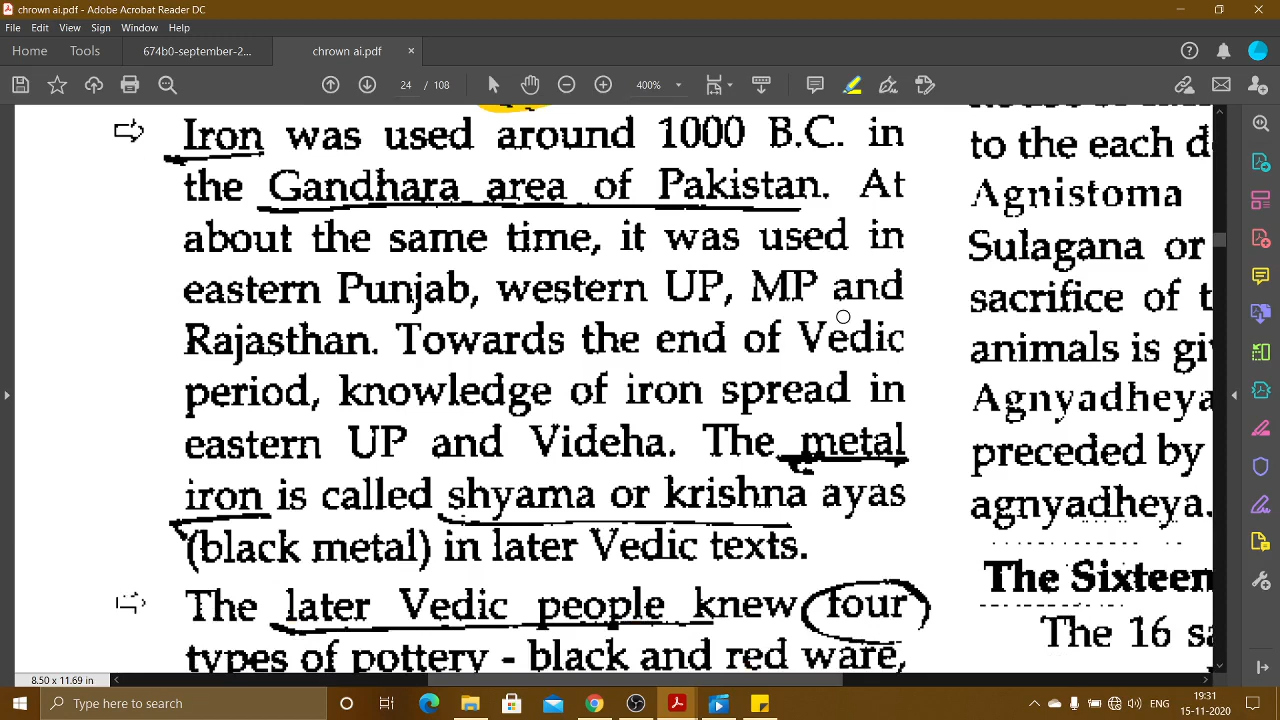 chrown ai.pdf - Adobe Acrobat Reader DC
File Edit View Sign Window Help
Home Tools 674b0-september-2... chrown ai.pdf ×
24 / 108 400%
Iron was used around 1000 B.C. in
the Gandhara area of Pakistan. At
about the same time, it was used in
eastern Punjab, western UP, MP and
Rajasthan. Towards the end of Vedic
period, knowledge of iron spread in
eastern UP and Videha. The metal
iron is called shyama or krishna ayas
(black metal) in later Vedic texts.
The later Vedic people knew four
types of pottery - black and red ware,
to the each d
Agnistoma
Sulagana or
sacrifice of t
animals is gi
Agnyadheya
preceded by
agnyadheya.
The Sixteen
The 16 sa
8.50 x 11.69 in
Type here to search
19:31
15-11-2020